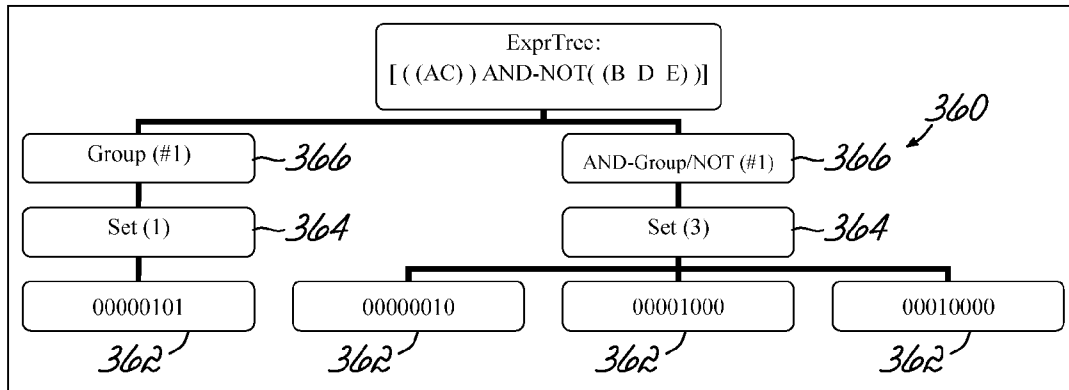 ExprTree:
[ ( (AC) ) AND-NOT( (B D E) )]
360
Group (#1)
366
AND-Group/NOT (#1)
366
Set (1)
364
Set (3)
364
00000101
00000010
00001000
00010000
362
362
362
362